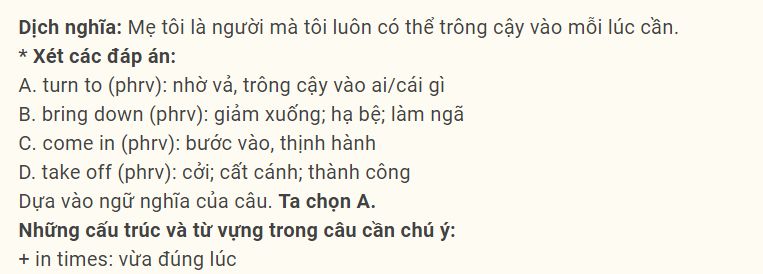 Dịch nghĩa: Mẹ tôi là người mà tôi luôn có thể trông cậy vào mỗi lúc cần.
* Xét các đáp án:
A. turn to (phrv): nhờ vả, trông cậy vào ai/cái gì
B. bring down (phrv): giảm xuống; hạ bệ; làm ngã
C. come in (phrv): bước vào, thịnh hành
D. take off (phrv): cởi; cất cánh; thành công
Dựa vào ngữ nghĩa của câu. Ta chọn A.
Những cấu trúc và từ vựng trong câu cần chú ý:
+ in times: vừa đúng lúc